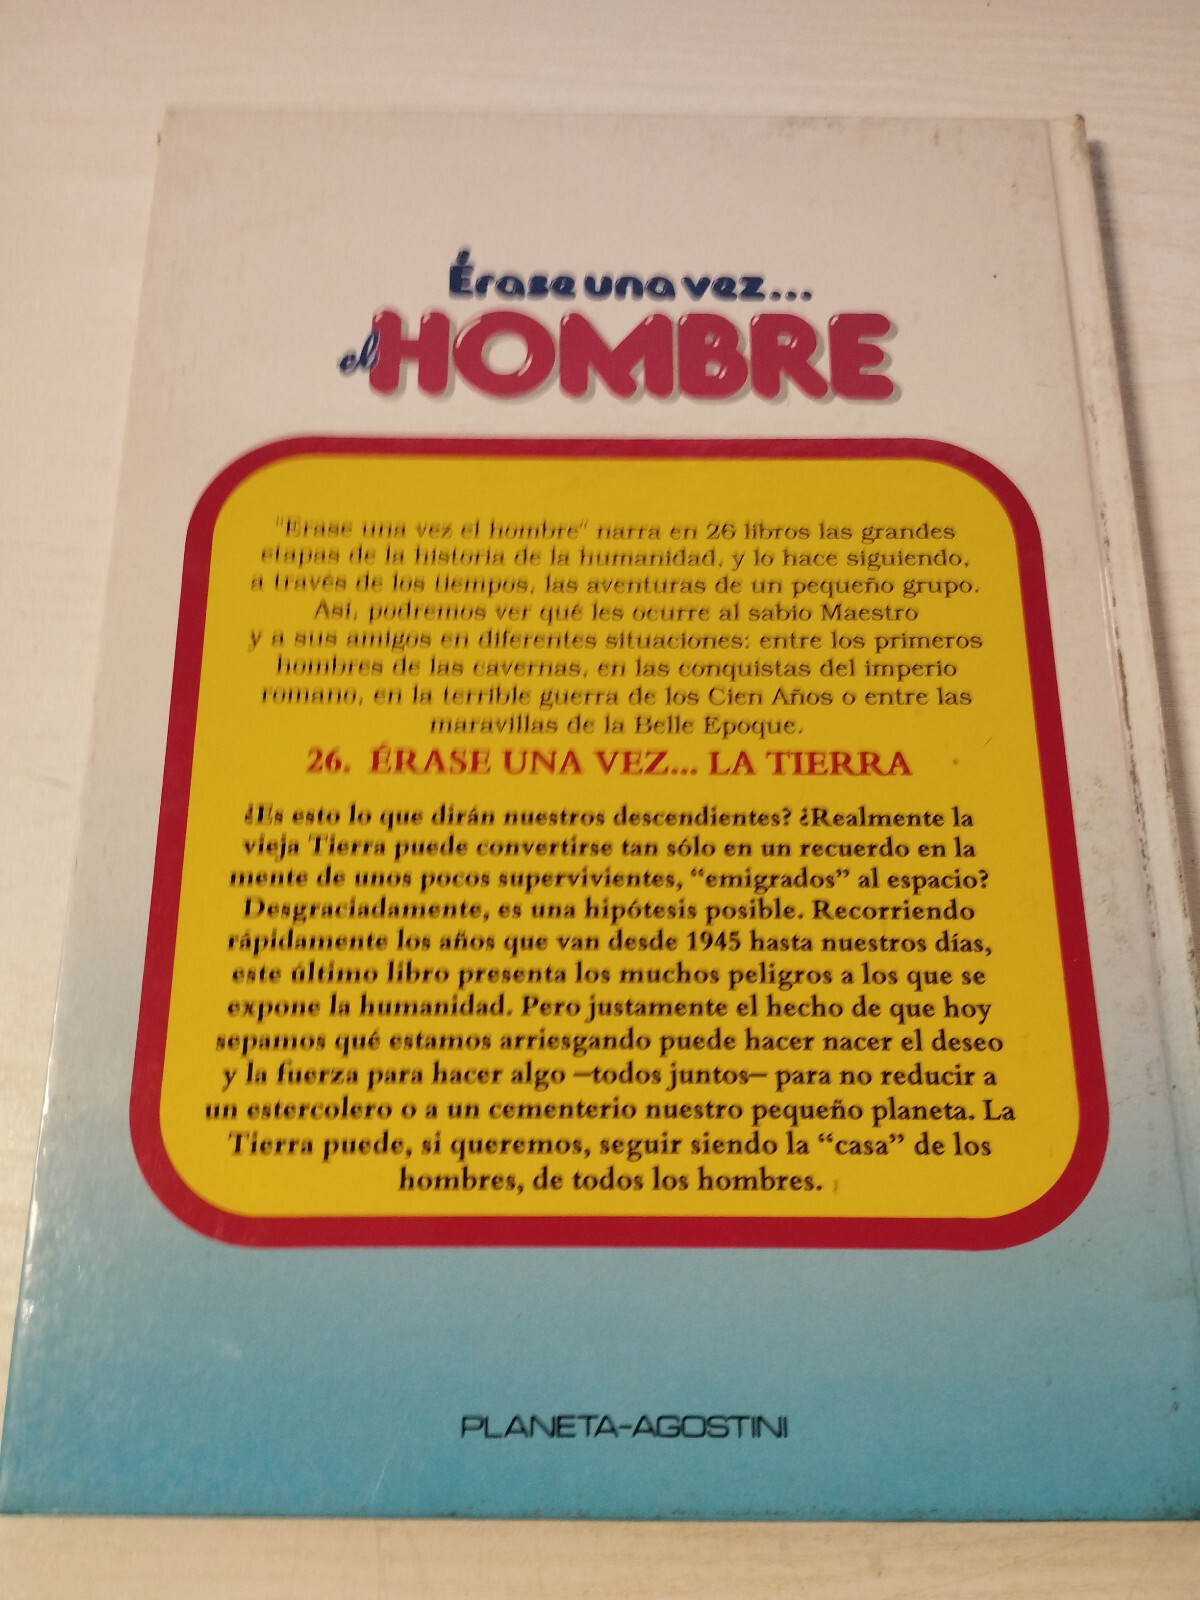 Érase una vez...
el HOMBRE
"Erase una vez el hombre" narra en 26 libros las grandes
etapas de la historia de la humanidad, y lo hace siguiendo,
a través de los tiempos, las aventuras de un pequeño grupo.
Así, podremos ver qué les ocurre al sabio Maestro
y a sus amigos en diferentes situaciones: entre los primeros
hombres de las cavernas, en las conquistas del imperio
romano, en la terrible guerra de los Cien Años o entre las
maravillas de la Belle Epoque.
26. ÉRASE UNA VEZ... LA TIERRA
¿Es esto lo que dirán nuestros descendientes? ¿Realmente la
vieja Tierra puede convertirse tan sólo en un recuerdo en la
mente de unos pocos supervivientes, “emigrados” al espacio?
Desgraciadamente, es una hipótesis posible. Recorriendo
rápidamente los años que van desde 1945 hasta nuestros días,
este último libro presenta los muchos peligros a los que se
expone la humanidad. Pero justamente el hecho de que hoy
sepamos qué estamos arriesgando puede hacer nacer el deseo
y la fuerza para hacer algo —todos juntos— para no reducir a
un estercolero o a un cementerio nuestro pequeño planeta. La
Tierra puede, si queremos, seguir siendo la “casa” de los
hombres, de todos los hombres.
PLANETA-AGOSTINI